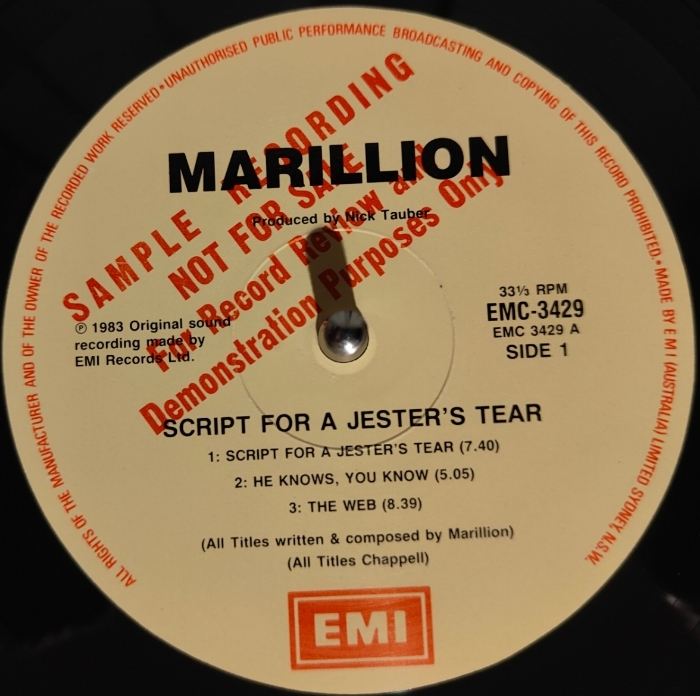 ALL RIGHTS OF THE MANUFACTURER AND OF THE OWNER OF THE RECORDED WORK RESERVED • UNAUTHORISED PUBLIC PERFORMANCE BROADCASTING AND COPYING OF THIS RECORD PROHIBITED. • MADE BY EMI (AUSTRALIA) LIMITED SYDNEY, N.S.W.
SAMPLE RECORDING
NOT FOR SALE
For Record Review and
Demonstration Purposes Only
MARILLION
Produced by Nick Tauber
℗ 1983 Original sound
recording made by
EMI Records Ltd.
33⅓ RPM
EMC-3429
EMC 3429 A
SIDE 1
SCRIPT FOR A JESTER'S TEAR
1: SCRIPT FOR A JESTER'S TEAR (7.40)
2: HE KNOWS, YOU KNOW (5.05)
3: THE WEB (8.39)
(All Titles written & composed by Marillion)
(All Titles Chappell)
EMI